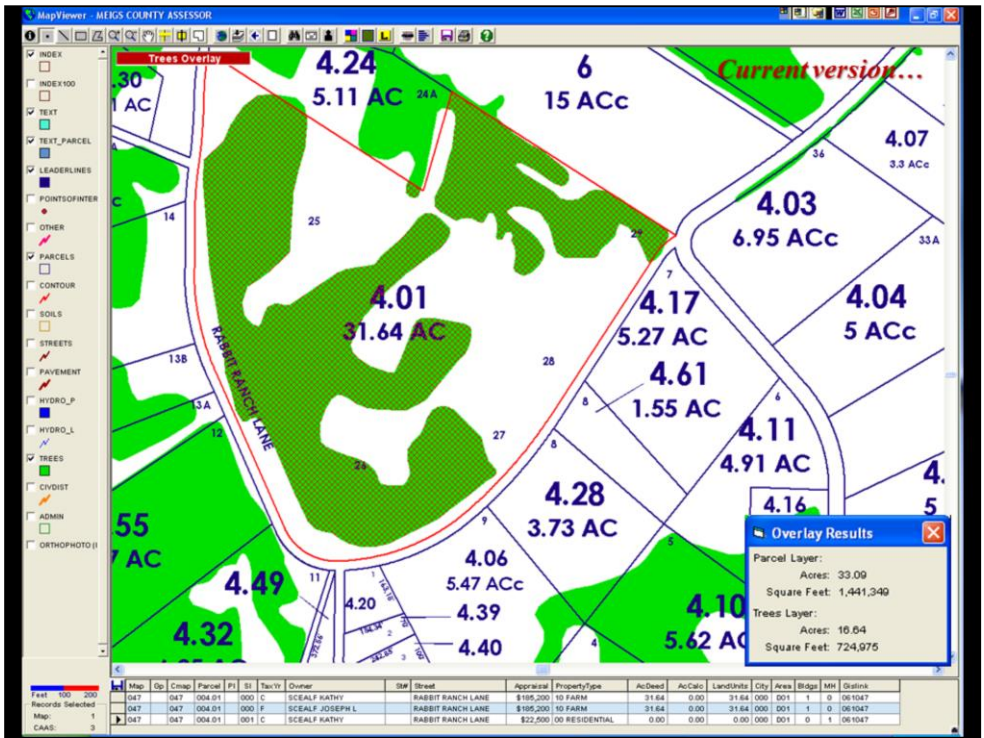 MapViewer - MEIGS COUNTY ASSESSOR
INDEX
INDEX100
TEXT
TEXT_PARCEL
LEADERLINES
POINTSOFINTER
OTHER
PARCELS
CONTOUR
SOILS
STREETS
PAVEMENT
HYDRO_P
HYDRO_L
TREES
CIVDIST
ADMIN
ORTHOPHOTO (I
Feet 100 200
Records Selected
Map: 1
CAAS: 3
Trees Overlay
Current version...
.30
1 AC
4.24
5.11 AC
24A
6
15 ACc
4.07
3.3 ACc
36
4.03
6.95 ACc
33A
C
14
25
29
7
4.01
31.64 AC
4.17
5.27 AC
4.04
5 ACc
RABBIT RANCH LANE
13B
13A
12
28
4.61
1.55 AC
8
6
27
8
4.11
4.91 AC
26
4.28
3.73 AC
4.16
4.
5
.55
7 AC
9
5
4.06
5.47 ACc
11
4.49
4.20
1
2
3
4.39
4.40
4.32
4
4.10
5.62 AC
Overlay Results
Parcel Layer:
Acres: 33.09
Square Feet: 1,441,349
Trees Layer:
Acres: 16.64
Square Feet: 724,975
Map Gp Cmap Parcel PI SI TaxYr Owner St# Street Appraisal PropertyType AcDeed AcCalc LandUnits City Area Bldgs MH Gislink
047 047 004.01 000 C SCEALF KATHY RABBIT RANCH LANE $185,200 10 FARM 31.64 0.00 31.64 000 D01 1 0 061047
047 047 004.01 000 F SCEALF JOSEPH L RABBIT RANCH LANE $185,200 10 FARM 31.64 0.00 31.64 000 D01 1 0 061047
047 047 004.01 001 C SCEALF KATHY RABBIT RANCH LANE $22,500 00 RESIDENTIAL 0.00 0.00 0.00 000 D01 0 1 061047